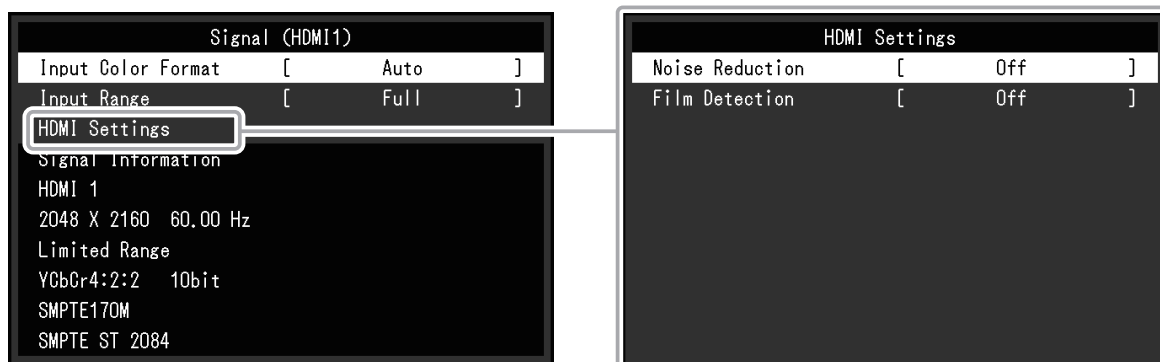 Signal (HDMI1)
Input Color Format [ Auto ]
Input Range [ Full ]
HDMI Settings
Signal Information
HDMI 1
2048 X 2160 60.00 Hz
Limited Range
YCbCr4:2:2 10bit
SMPTE170M
SMPTE ST 2084
HDMI Settings
Noise Reduction [ Off ]
Film Detection [ Off ]